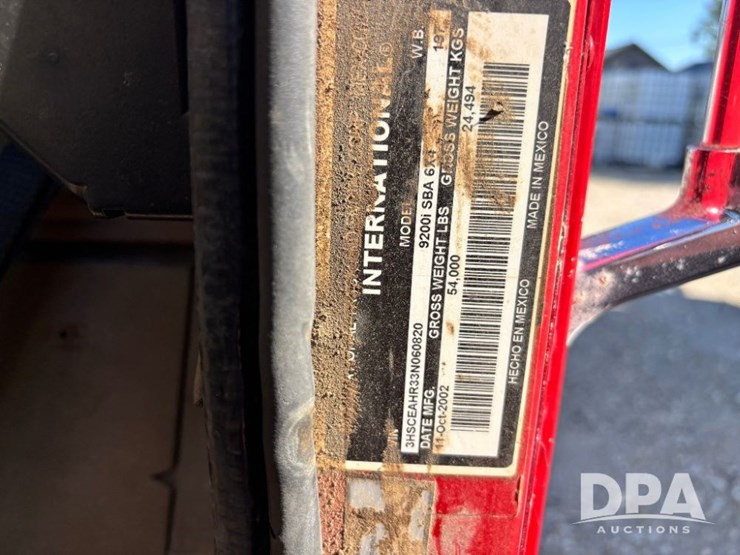 INTERNATIONAL®
MODEL W.B.
9200i SBA 6X4 197
GROSS WEIGHT LBS GROSS WEIGHT KGS
54,000 24,494
3HSCEAHR33N060820
DATE MFG.
11-Oct-2002
HECHO EN MEXICO MADE IN MEXICO
DPA
AUCTIONS